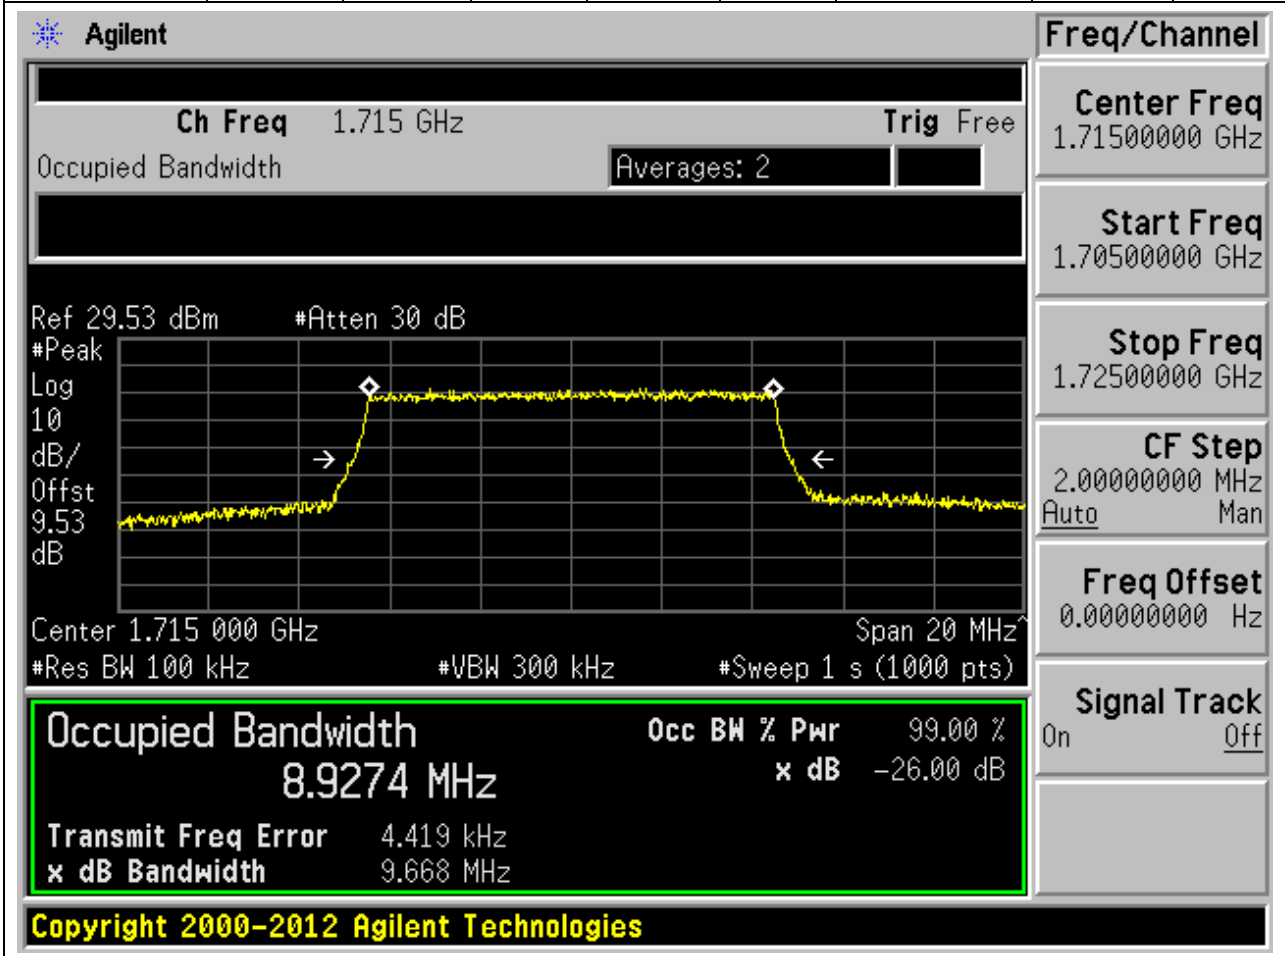 Agilent
Freq/Channel
Ch Freq 1.715 GHz Trig Free
Occupied Bandwidth Averages: 2
Center Freq
1.71500000 GHz
Start Freq
1.70500000 GHz
Stop Freq
1.72500000 GHz
CF Step
2.00000000 MHz
Auto Man
Freq Offset
0.00000000 Hz
Signal Track
On Off
Ref 29.53 dBm #Atten 30 dB
#Peak
Log
10
dB/
Offst
9.53
dB
Center 1.715 000 GHz Span 20 MHz^
#Res BW 100 kHz #VBW 300 kHz #Sweep 1 s (1000 pts)
Occupied Bandwidth Occ BW % Pwr 99.00 %
8.9274 MHz x dB -26.00 dB
Transmit Freq Error 4.419 kHz
x dB Bandwidth 9.668 MHz
Copyright 2000-2012 Agilent Technologies